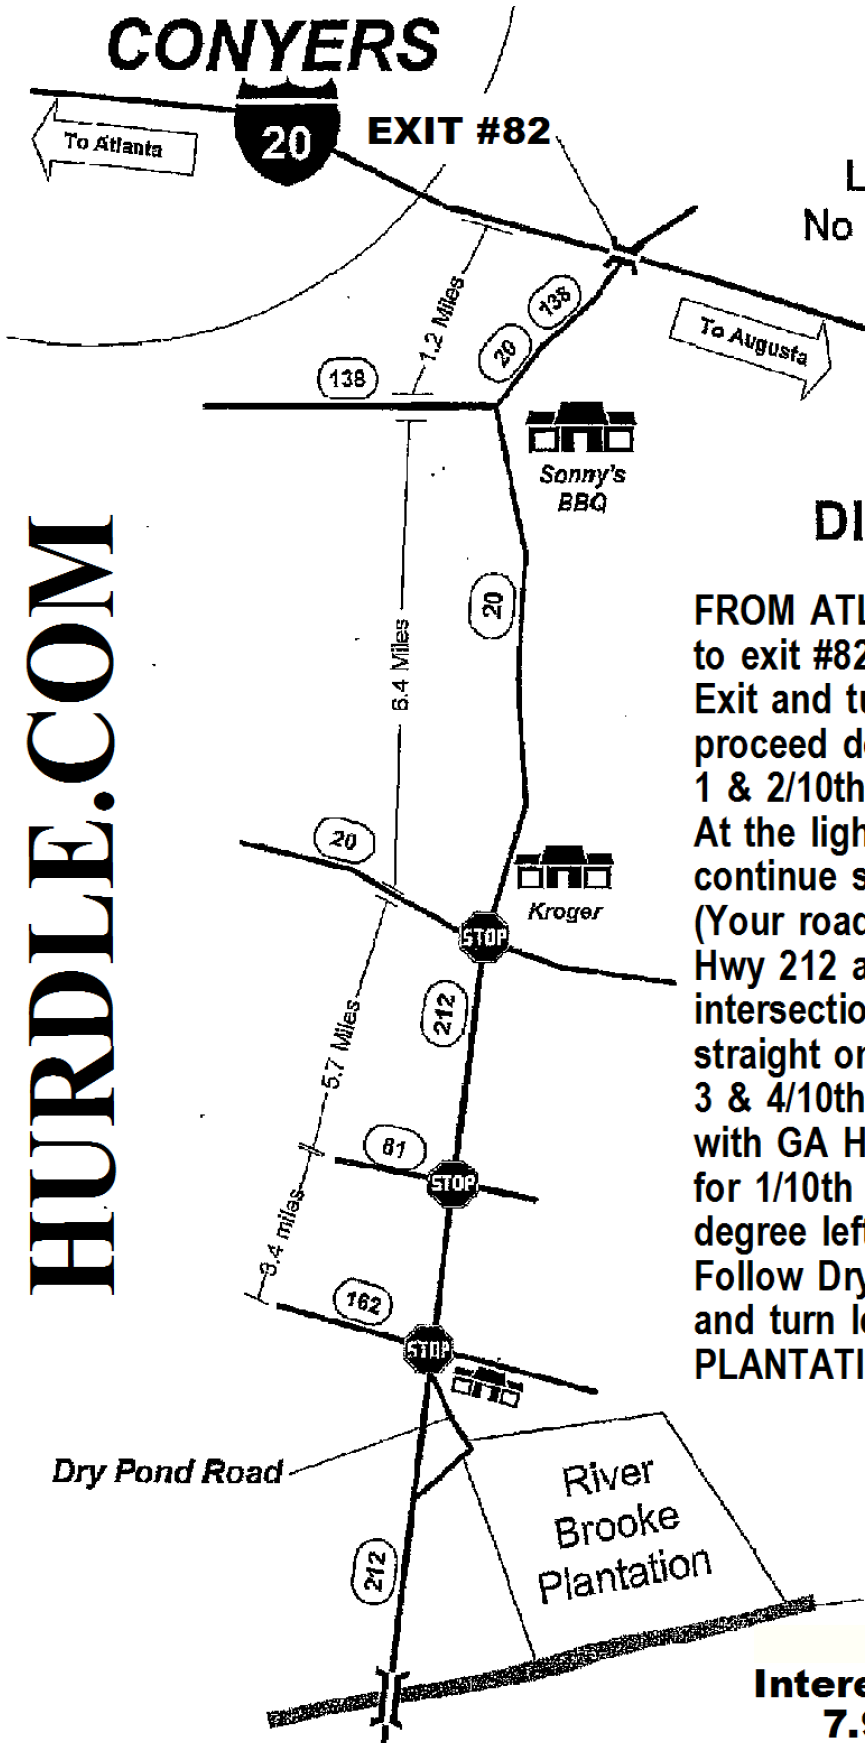 CONYERS
To Atlanta
20
EXIT #82
L
No
1.2 Miles
138
20
To Augusta
138
Sonny's
BBQ
HURDLE.COM
DI
20
6.4 Miles
FROM ATL
to exit #82
Exit and tu
proceed do
1 & 2/10th
At the ligh
continue s
(Your road
Hwy 212 a
intersectio
straight or
3 & 4/10th
with GA H
for 1/10th
degree left
Follow Dry
and turn le
PLANTATI
20
Kroger
STOP
212
5.7 Miles
81
STOP
3.4 miles
162
STOP
Dry Pond Road
River
Brooke
Plantation
212
Intere
7.9